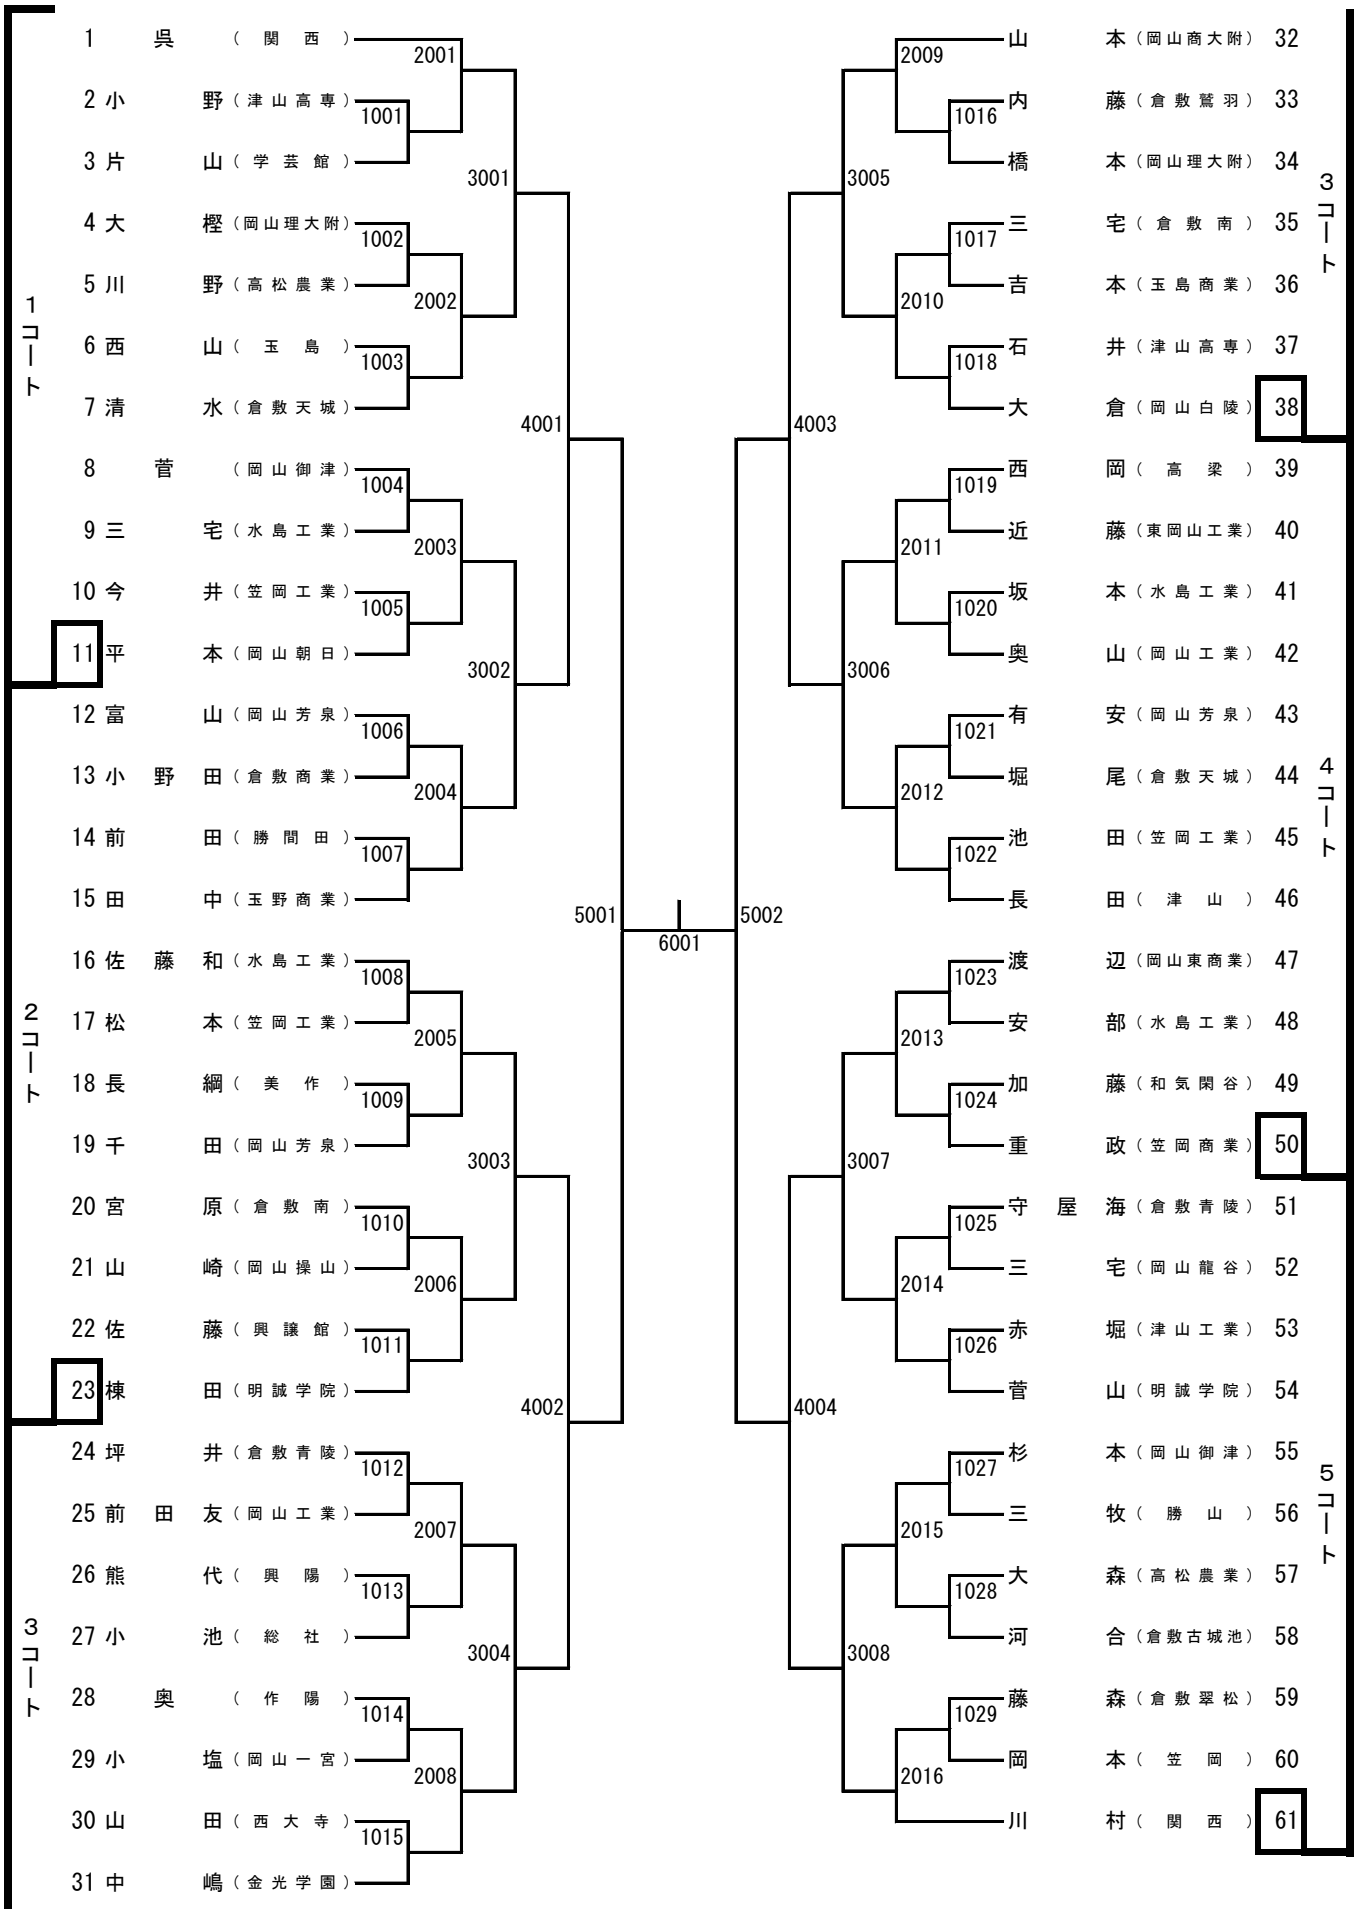 1コート
1 呉 (関西)
2 小野 (津山高専)
3 片山 (学芸館)
4 大樫 (岡山理大附)
5 川野 (高松農業)
6 西山 (玉島)
7 清水 (倉敷天城)
8 菅 (岡山御津)
9 三宅 (水島工業)
10 今井 (笠岡工業)
11 平本 (岡山朝日)
2コート
12 富山 (岡山芳泉)
13 小野田 (倉敷商業)
14 前田 (勝間田)
15 田中 (玉野商業)
16 佐藤和 (水島工業)
17 松本 (笠岡工業)
18 長綱 (美作)
19 千田 (岡山芳泉)
20 宮原 (倉敷南)
21 山崎 (岡山操山)
22 佐藤 (興譲館)
23 棟田 (明誠学院)
3コート
24 坪井 (倉敷青陵)
25 前田友 (岡山工業)
26 熊代 (興陽)
27 小池 (総社)
28 奥 (作陽)
29 小塩 (岡山一宮)
30 山田 (西大寺)
31 中嶋 (金光学園)
1001
1002
1003
1004
1005
1006
1007
1008
1009
1010
1011
1012
1013
1014
1015
2001
2002
2003
2004
2005
2006
2007
2008
3001
3002
3003
3004
4001
4002
5001
6001
5002
4003
4004
3005
3006
3007
3008
2009
2010
2011
2012
2013
2014
2015
2016
1016
1017
1018
1019
1020
1021
1022
1023
1024
1025
1026
1027
1028
1029
山本 (岡山商大附) 32
内藤 (倉敷鷲羽) 33
橋本 (岡山理大附) 34
三宅 (倉敷南) 35
吉本 (玉島商業) 36
石井 (津山高専) 37
大倉 (岡山白陵) 38
3コート
西岡 (高梁) 39
近藤 (東岡山工業) 40
坂本 (水島工業) 41
奥山 (岡山工業) 42
有安 (岡山芳泉) 43
堀尾 (倉敷天城) 44
池田 (笠岡工業) 45
長田 (津山) 46
渡辺 (岡山東商業) 47
安部 (水島工業) 48
加藤 (和気閑谷) 49
重政 (笠岡商業) 50
4コート
守屋海 (倉敷青陵) 51
三宅 (岡山龍谷) 52
赤堀 (津山工業) 53
菅山 (明誠学院) 54
杉本 (岡山御津) 55
三牧 (勝山) 56
大森 (高松農業) 57
河合 (倉敷古城池) 58
藤森 (倉敷翠松) 59
岡本 (笠岡) 60
川村 (関西) 61
5コート